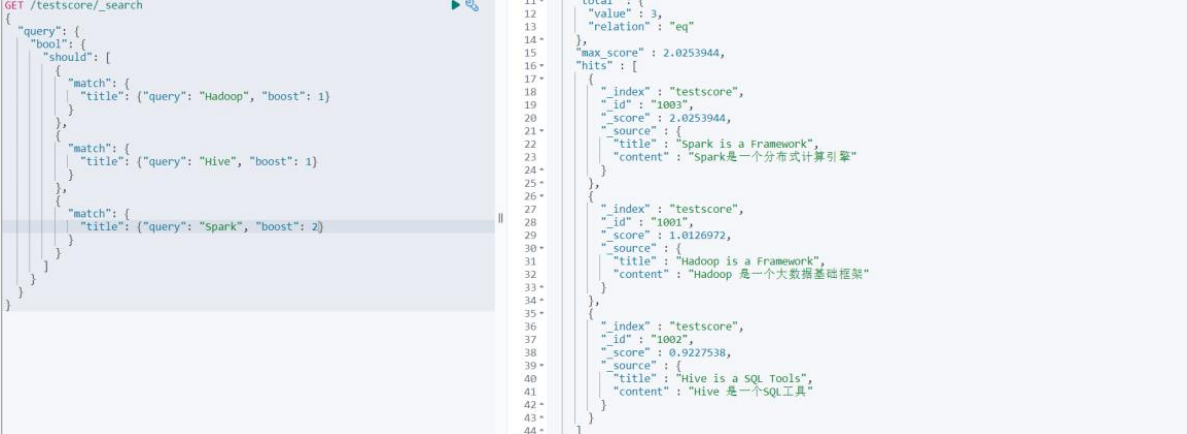 GET /testscore/_search
{
"query": {
"bool": {
"should": [
{
"match": {
"title": {"query": "Hadoop", "boost": 1}
}
},
{
"match": {
"title": {"query": "Hive", "boost": 1}
}
},
{
"match": {
"title": {"query": "Spark", "boost": 2}
}
}
]
}
}
}
11 "total" : {
12 "value" : 3,
13 "relation" : "eq"
14 },
15 "max_score" : 2.0253944,
16 "hits" : [
17 {
18 "_index" : "testscore",
19 "_id" : "1003",
20 "_score" : 2.0253944,
21 "_source" : {
22 "title" : "Spark is a Framework",
23 "content" : "Spark是一个分布式计算引擎"
24 }
25 },
26 {
27 "_index" : "testscore",
28 "_id" : "1001",
29 "_score" : 1.0126972,
30 "_source" : {
31 "title" : "Hadoop is a Framework",
32 "content" : "Hadoop 是一个大数据基础框架"
33 }
34 },
35 {
36 "_index" : "testscore",
37 "_id" : "1002",
38 "_score" : 0.9227538,
39 "_source" : {
40 "title" : "Hive is a SQL Tools",
41 "content" : "Hive 是一个SQL工具"
42 }
43 }
44 ]